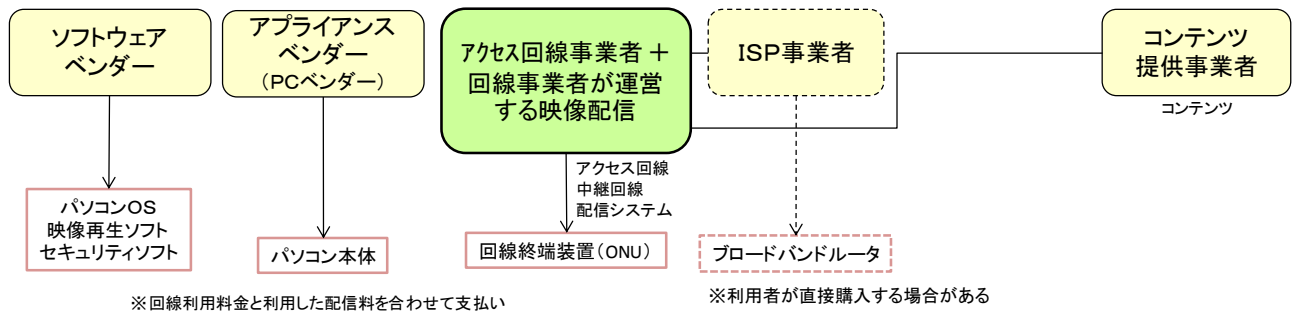 ソフトウェア
ベンダー
アプライアンス
ベンダー
（PCベンダー）
アクセス回線事業者＋
回線事業者が運営
する映像配信
ISP事業者
コンテンツ
提供事業者
コンテンツ
アクセス回線
中継回線
配信システム
パソコンOS
映像再生ソフト
セキュリティソフト
パソコン本体
回線終端装置（ONU）
ブロードバンドルータ
※回線利用料金と利用した配信料を合わせて支払い
※利用者が直接購入する場合がある